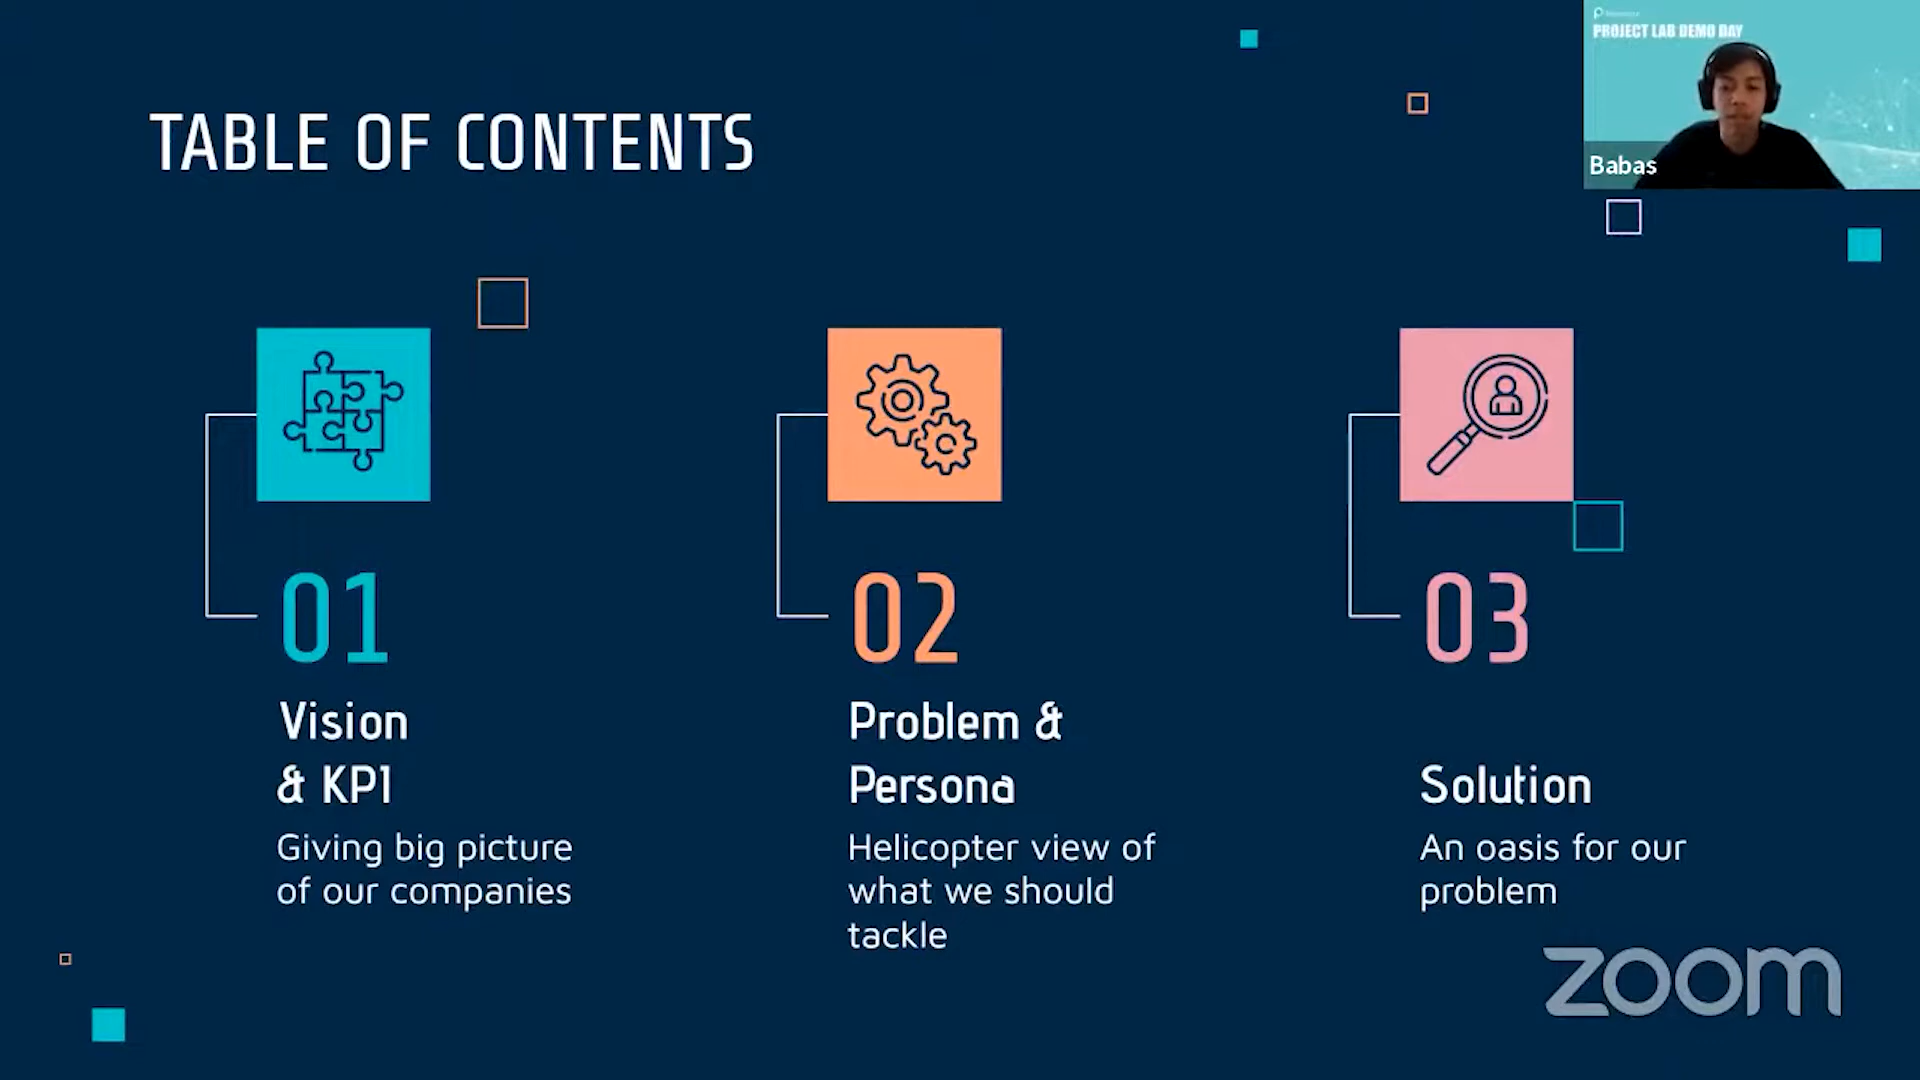 PROJECT LAB DEMO DAY
Babas
TABLE OF CONTENTS
01
Vision
& KPI
Giving big picture
of our companies
02
Problem &
Persona
Helicopter view of
what we should
tackle
03
Solution
An oasis for our
problem
zoom